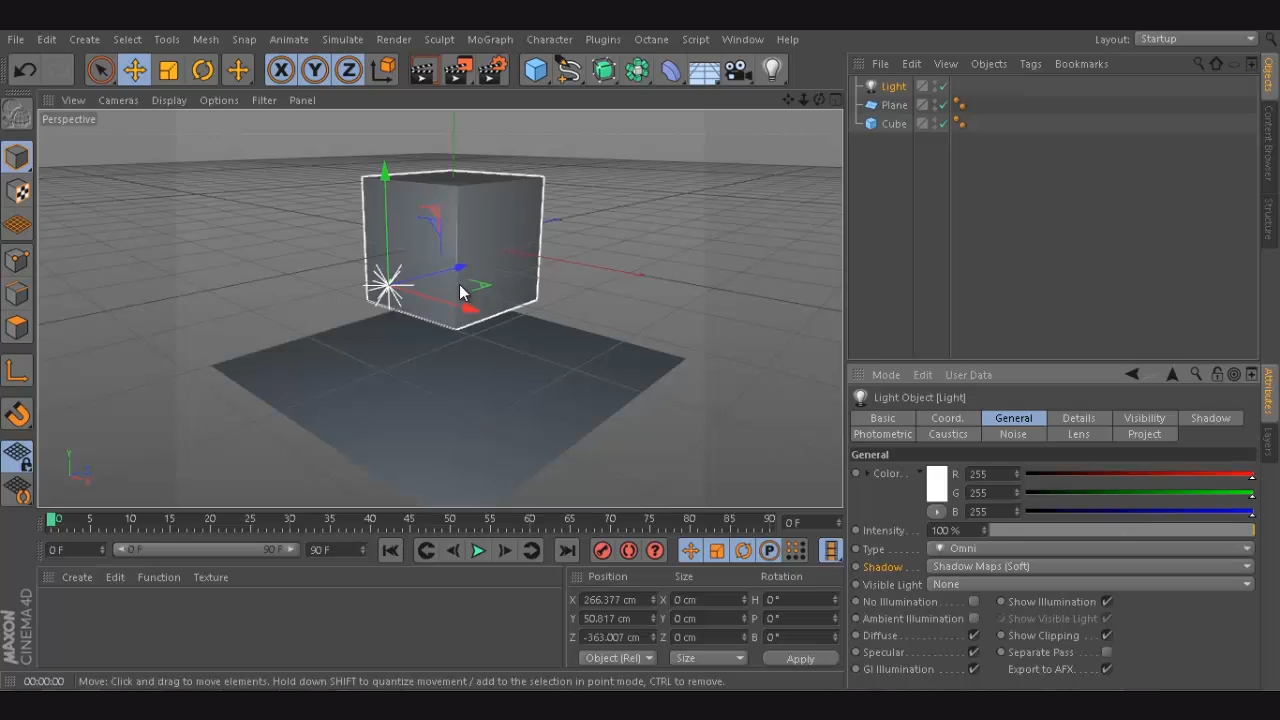 File Edit Create Select Tools Mesh Snap Animate Simulate Render Sculpt MoGraph Character Plugins Octane Script Window Help Layout: Startup
X Y Z
File Edit View Objects Tags Bookmarks
Light
Plane
Cube
View Cameras Display Options Filter Panel
Perspective
Y
Objects
Content Browser
Structure
Mode Edit User Data
Light Object [Light]
Basic Coord. General Details Visibility Shadow
Photometric Caustics Noise Lens Project
General
Color. . R 255
G 255
B 255
Intensity. 100 %
Type Omni
Shadow Shadow Maps (Soft)
Visible Light None
No Illumination Show Illumination
Ambient Illumination Show Visible Light
Diffuse Show Clipping
Specular Separate Pass
GI Illumination Export to AFX
Attributes
Layers
0 5 10 15 20 25 30 35 40 45 50 55 60 65 70 75 80 85 90 0 F
0 F 0 F 90 F 90 F
P
Create Edit Function Texture
Position Size Rotation
X 266.377 cm X 0 cm H 0 °
Y 50.817 cm Y 0 cm P 0 °
Z -363.007 cm Z 0 cm B 0 °
Object (Rel) Size Apply
MAXON
CINEMA4D
00:00:00 Move: Click and drag to move elements. Hold down SHIFT to quantize movement / add to the selection in point mode, CTRL to remove.